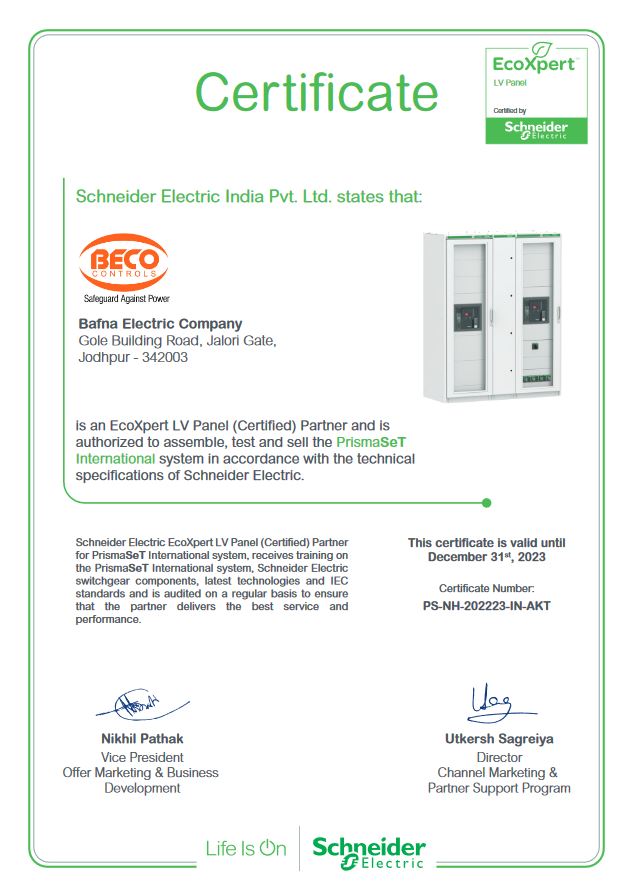 EcoXpert™
LV Panel
Certified by
Schneider
Electric
Certificate
Schneider Electric India Pvt. Ltd. states that:
BECO
CONTROLS
Safeguard Against Power
Bafna Electric Company
Gole Building Road, Jalori Gate,
Jodhpur - 342003
is an EcoXpert LV Panel (Certified) Partner and is
authorized to assemble, test and sell the PrismaSeT
International system in accordance with the technical
specifications of Schneider Electric.
Schneider Electric EcoXpert LV Panel (Certified) Partner
for PrismaSeT International system, receives training on
the PrismaSeT International system, Schneider Electric
switchgear components, latest technologies and IEC
standards and is audited on a regular basis to ensure
that the partner delivers the best service and
performance.
This certificate is valid until
December 31st, 2023
Certificate Number:
PS-NH-202223-IN-AKT
Nikhil Pathak
Vice President
Offer Marketing & Business
Development
Utkersh Sagreiya
Director
Channel Marketing &
Partner Support Program
Life Is On
Schneider
Electric